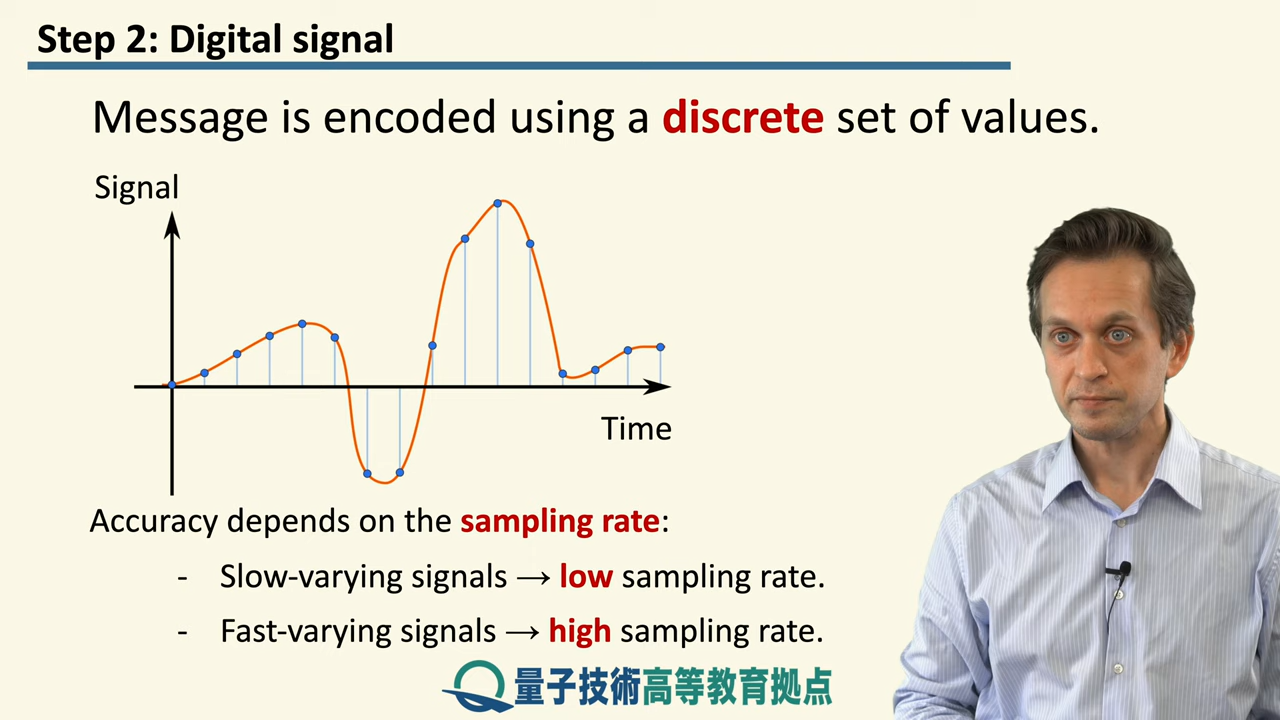 Step 2: Digital signal
Message is encoded using a discrete set of values.
Signal
Time
Accuracy depends on the sampling rate:
- Slow-varying signals → low sampling rate.
- Fast-varying signals → high sampling rate.
量子技術高等教育拠点